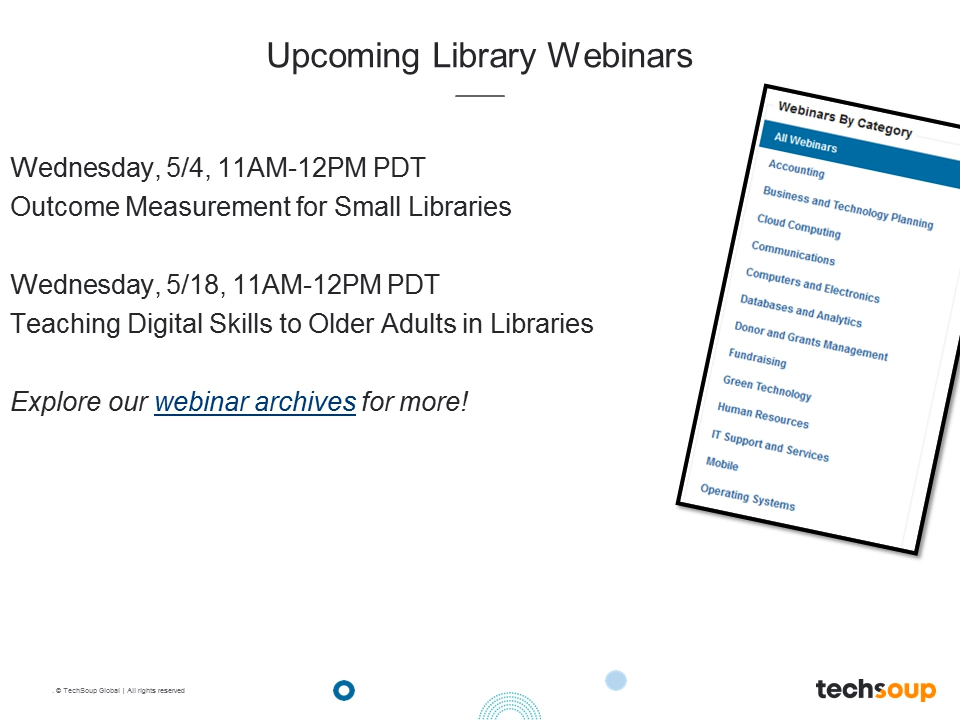 Upcoming Library Webinars
Wednesday, 5/4, 11AM-12PM PDT
Outcome Measurement for Small Libraries
Wednesday, 5/18, 11AM-12PM PDT
Teaching Digital Skills to Older Adults in Libraries
Explore our webinar archives for more!
Webinars By Category
All Webinars
Accounting
Business and Technology Planning
Cloud Computing
Communications
Computers and Electronics
Databases and Analytics
Donor and Grants Management
Fundraising
Green Technology
Human Resources
IT Support and Services
Mobile
Operating Systems
. © TechSoup Global | All rights reserved
techsoup